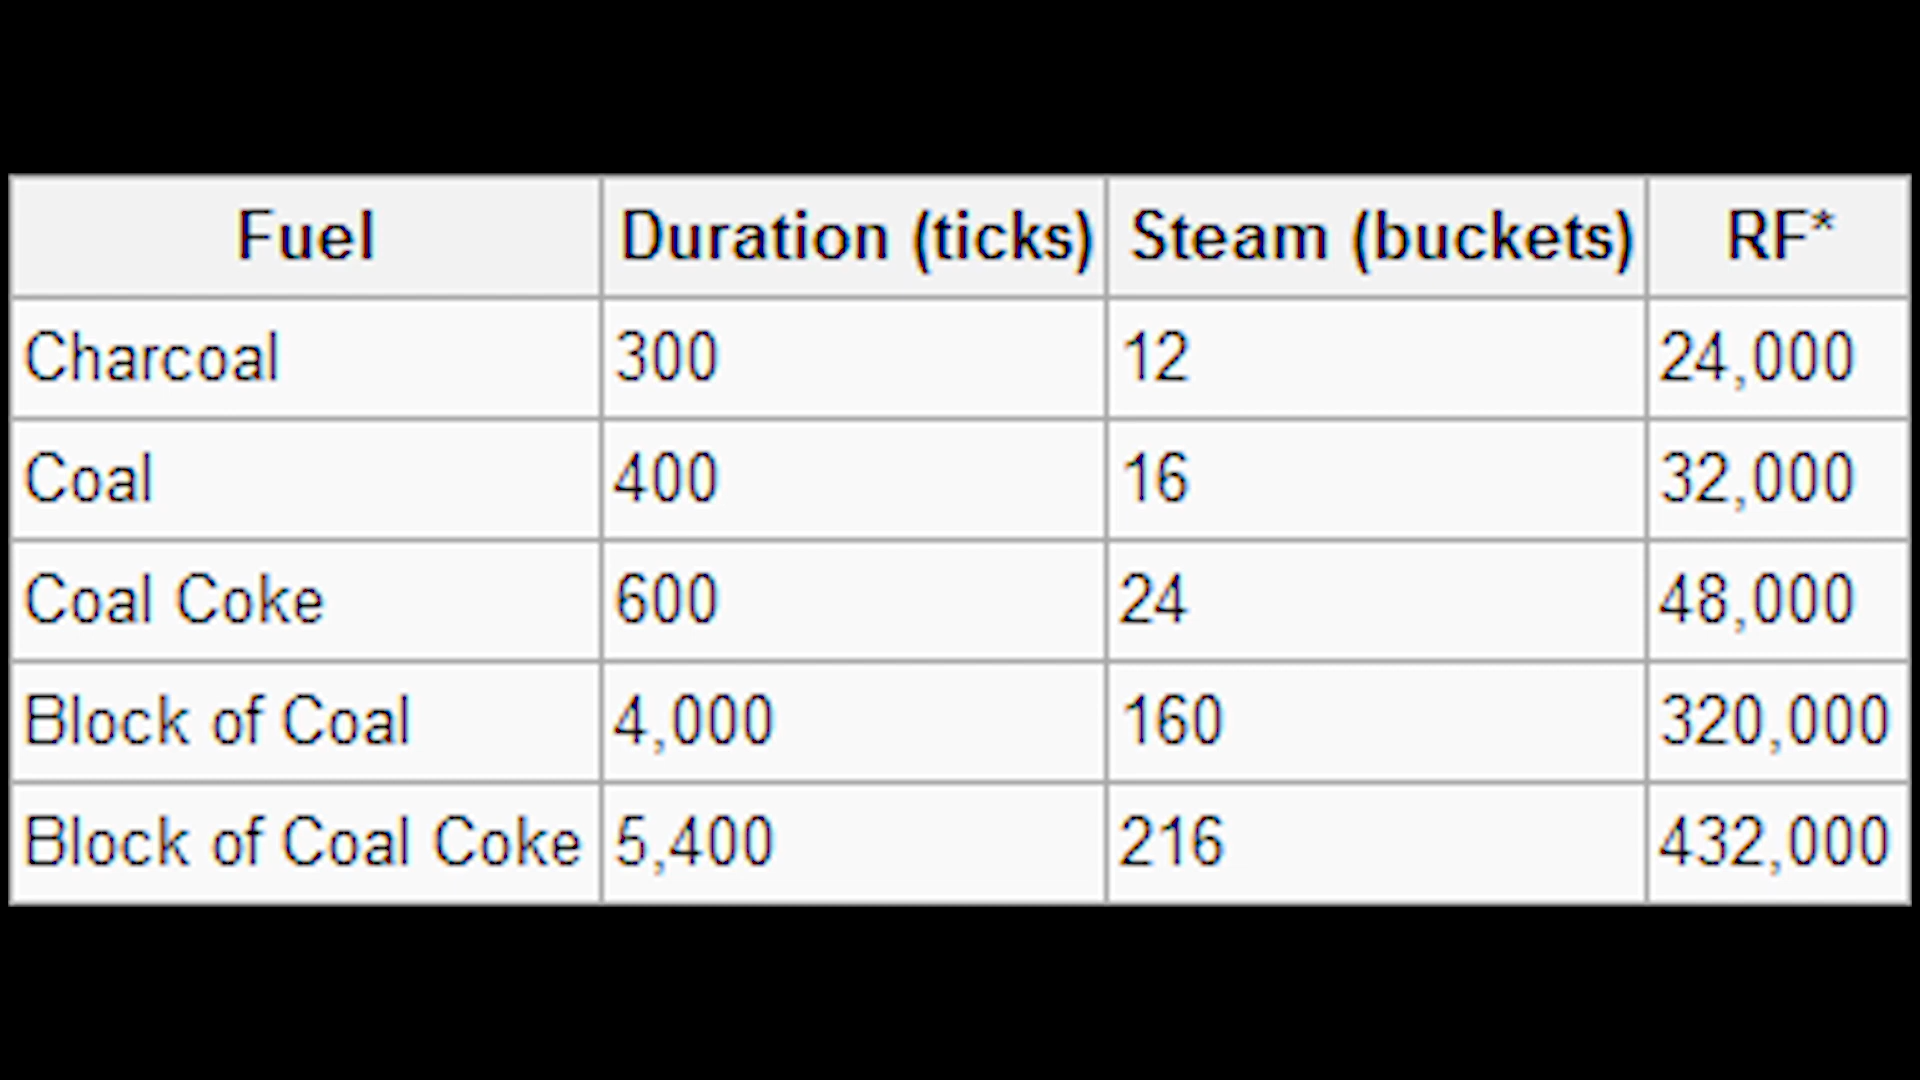 Fuel Duration (ticks) Steam (buckets) RF*
Charcoal 300 12 24,000
Coal 400 16 32,000
Coal Coke 600 24 48,000
Block of Coal 4,000 160 320,000
Block of Coal Coke 5,400 216 432,000